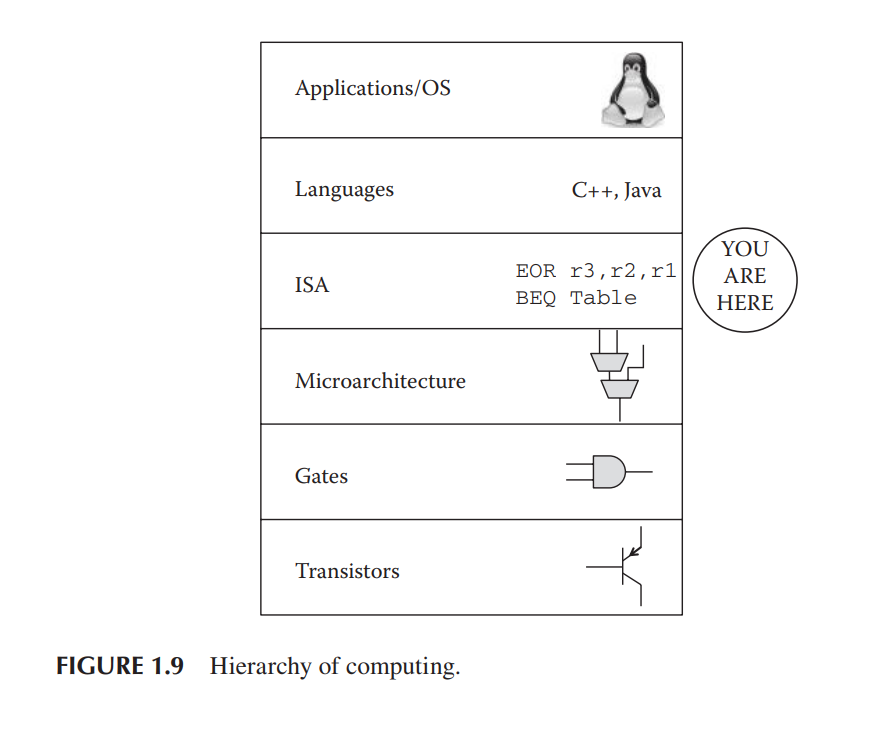 Applications/OS
Languages
C++, Java
ISA
EOR r3,r2,r1
BEQ Table
YOU
ARE
HERE
Microarchitecture
Gates
Transistors
FIGURE 1.9 Hierarchy of computing.